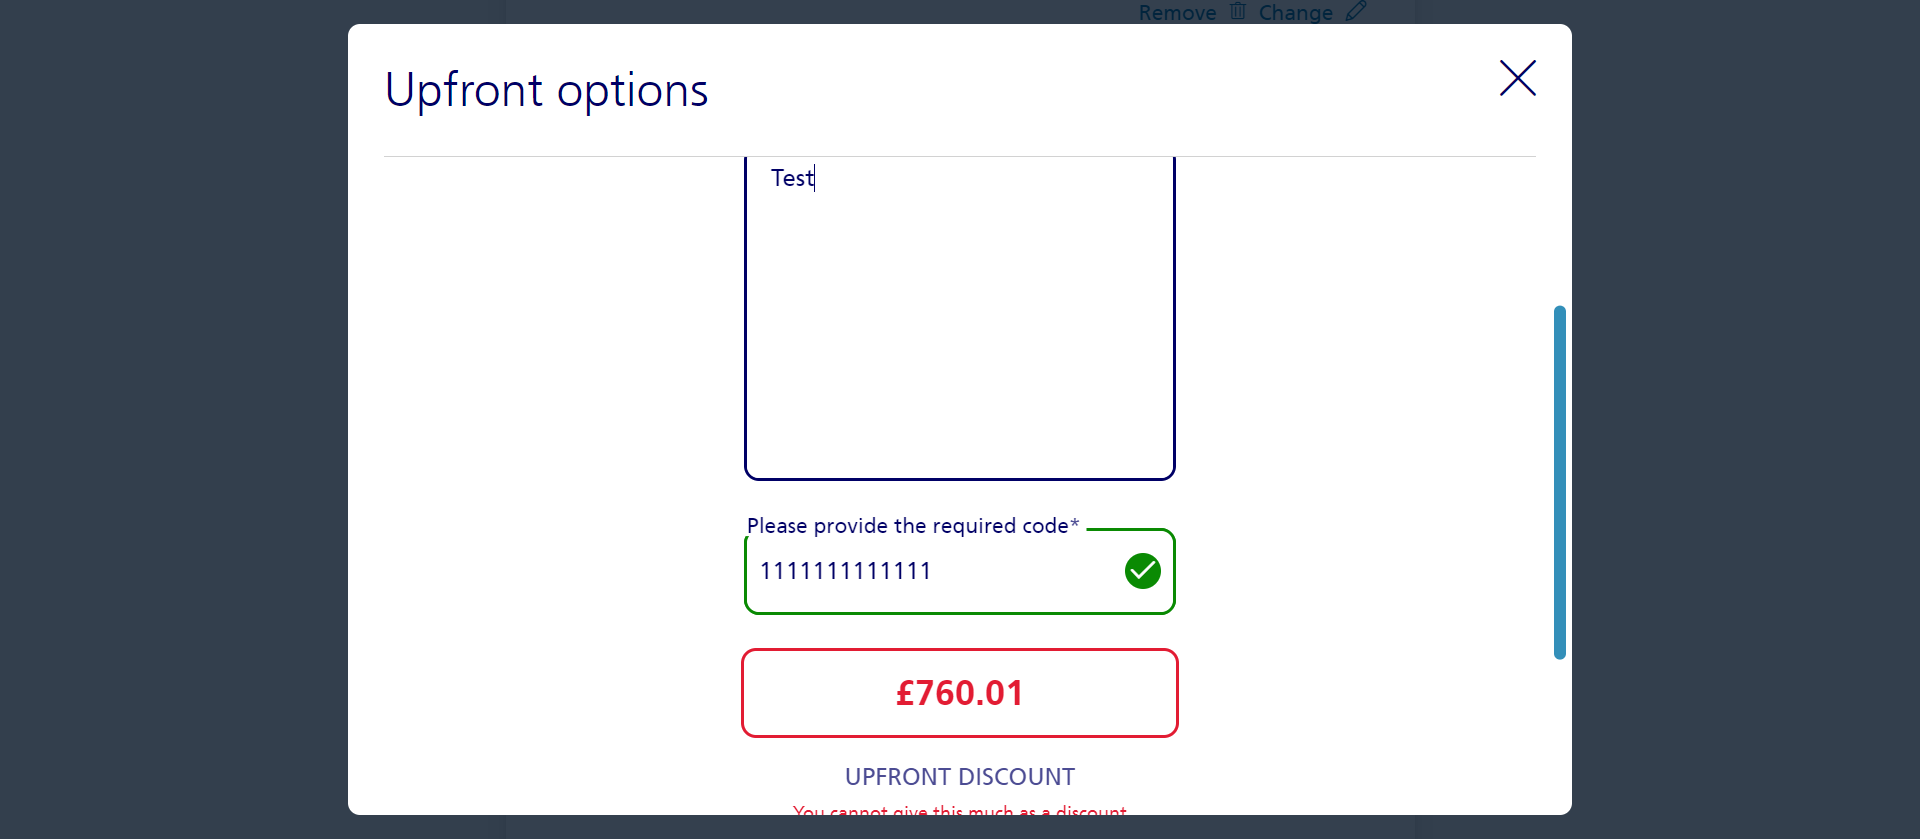 Remove Change
Upfront options
Test
Please provide the required code*
1111111111111
£760.01
UPFRONT DISCOUNT
You cannot give this much as a discount